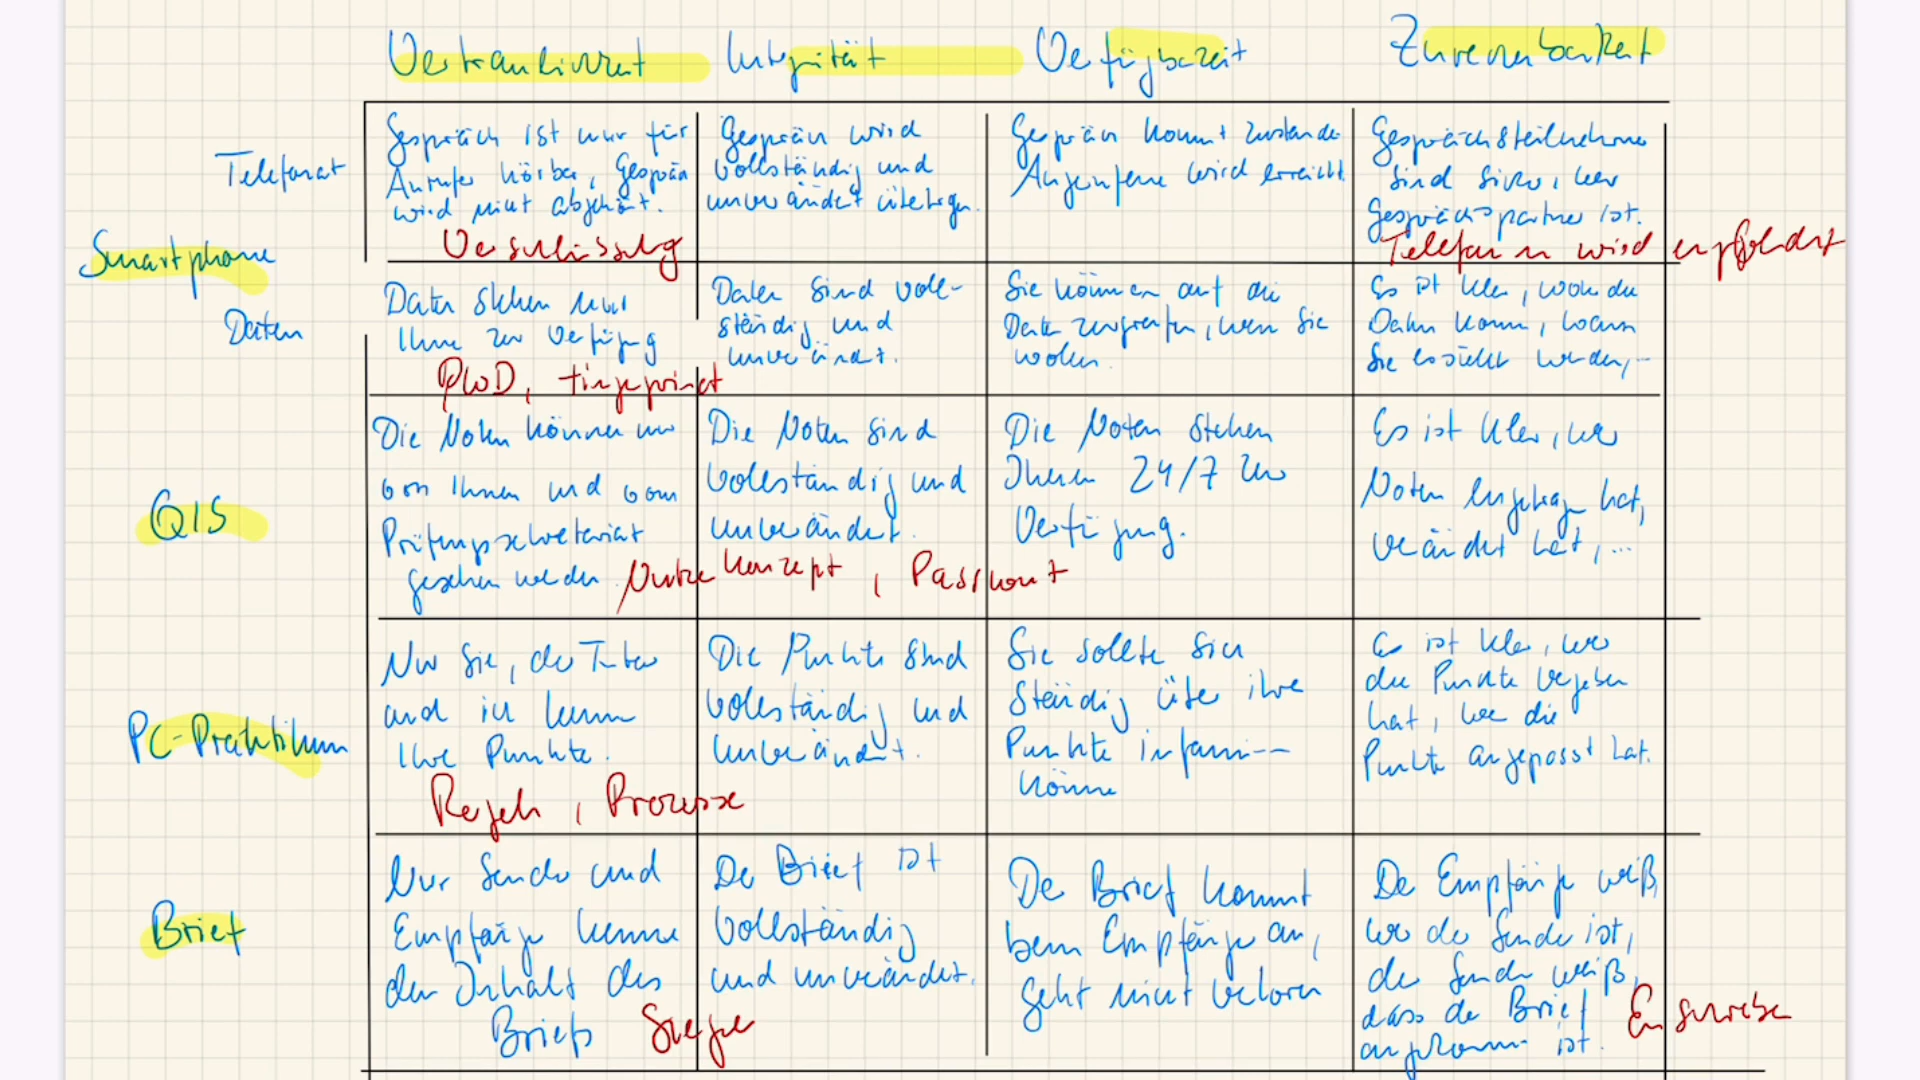 Vertraulichkeit Integrität Verfügbarkeit Zurechenbarkeit
Telefonat
Gespräch ist nur für
Anrufer hörbar, Gespräch
wird nicht abgehört.
Verschlüsselung
Gespräch wird
vollständig und
unverändert übertragen.
Gespräch kommt zustande
Angerufene wird erreicht
Gesprächsteilnehmer
sind sicher, wer
Gesprächspartner ist.
Telefon wird
Smartphone
Daten
Daten stehen nur
Ihnen zur Verfügung
PWD, Fingerprint
Daten sind voll-
ständig und
unverändert.
Sie können auf die
Daten zugreifen, wenn Sie
wollen.
Es ist klar, woher die
Daten kommen, wann
Sie erstellt wurden, ...
QIS
Die Noten können nur
von Ihnen und vom
Prüfungssekretariat
gesehen werden
Nutzerkonzept, Passwort
Die Noten sind
vollständig und
unverändert.
Die Noten stehen
Ihnen 24/7 zur
Verfügung.
Es ist klar, wer
Noten eingetragen hat,
verändert hat, ...
PC-Praktikum
Nur Sie, der Tutor
und ich kennen
Ihre Punkte.
Regeln, Prozesse
Die Punkte sind
vollständig und
unverändert.
Sie sollten sich
ständig über ihre
Punkte inform--
können
Es ist klar, wer
die Punkte vergeben
hat, wer die
Punkte angepasst hat.
Brief
Nur Sender und
Empfänger kennen
den Inhalt des
Briefs
Siegel
Der Brief ist
vollständig
und unverändert.
Der Brief kommt
beim Empfänger an,
geht nicht verloren
Der Empfänger weiß,
wer der Sender ist,
der Sender weiß,
dass der Brief
angekommen ist.
Einschreiben